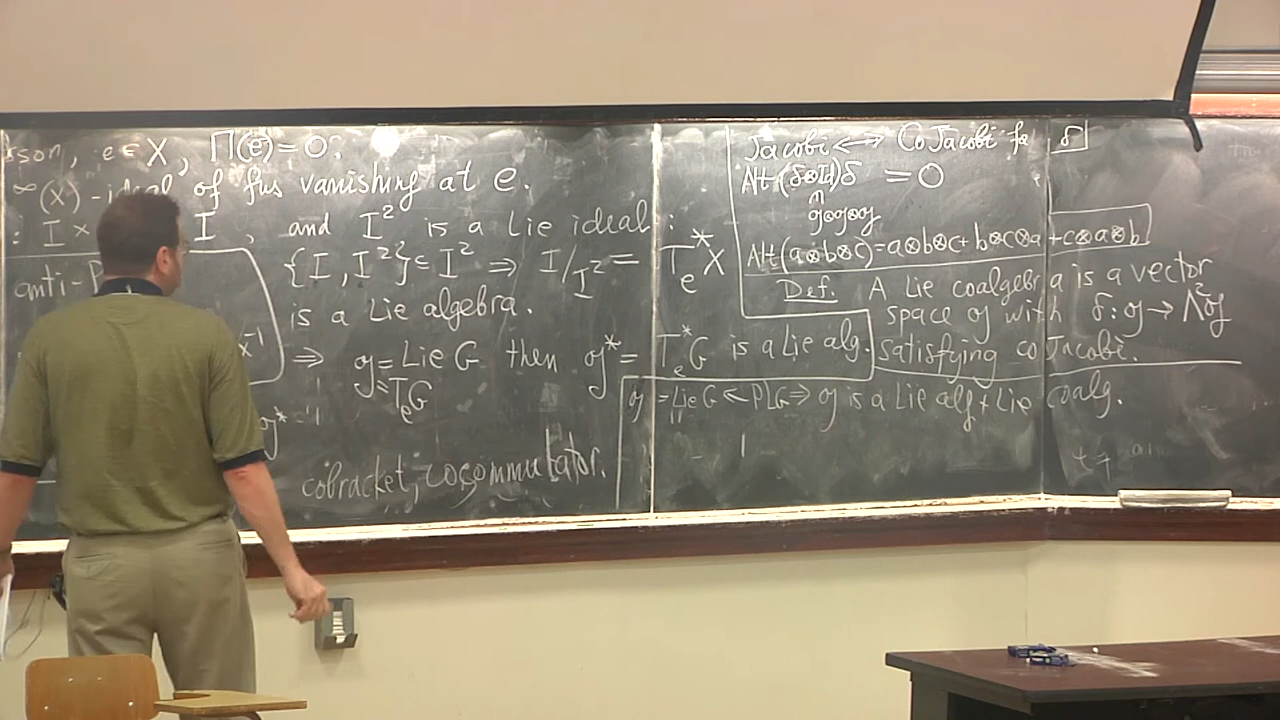 sson, e ∈ X, Π(e) = 0.
∞(X) - ideal of fns vanishing at e.
: I × I, and I² is a Lie ideal:
{I, I²} ⊆ I² ⇒ I/I² = T*ₑX
is a Lie algebra.
⇒ 𝔤 = Lie G then 𝔤* = T*ₑG is a Lie alg.
= TₑG
anti-P
x⁻¹
𝔤*
cobracket, cocommutator.
Jacobi ⟷ CoJacobi for δ
Alt(δ⊗Id)δ = 0
∩
𝔤⊗𝔤⊗𝔤
Alt(a⊗b⊗c) = a⊗b⊗c + b⊗c⊗a + c⊗a⊗b
Def. A Lie coalgebra is a vector
space 𝔤 with δ: 𝔤 → Λ²𝔤
satisfying coJacobi.
𝔤 = Lie G ⇐ PLG ⇒ 𝔤 is a Lie alg + Lie coalg.